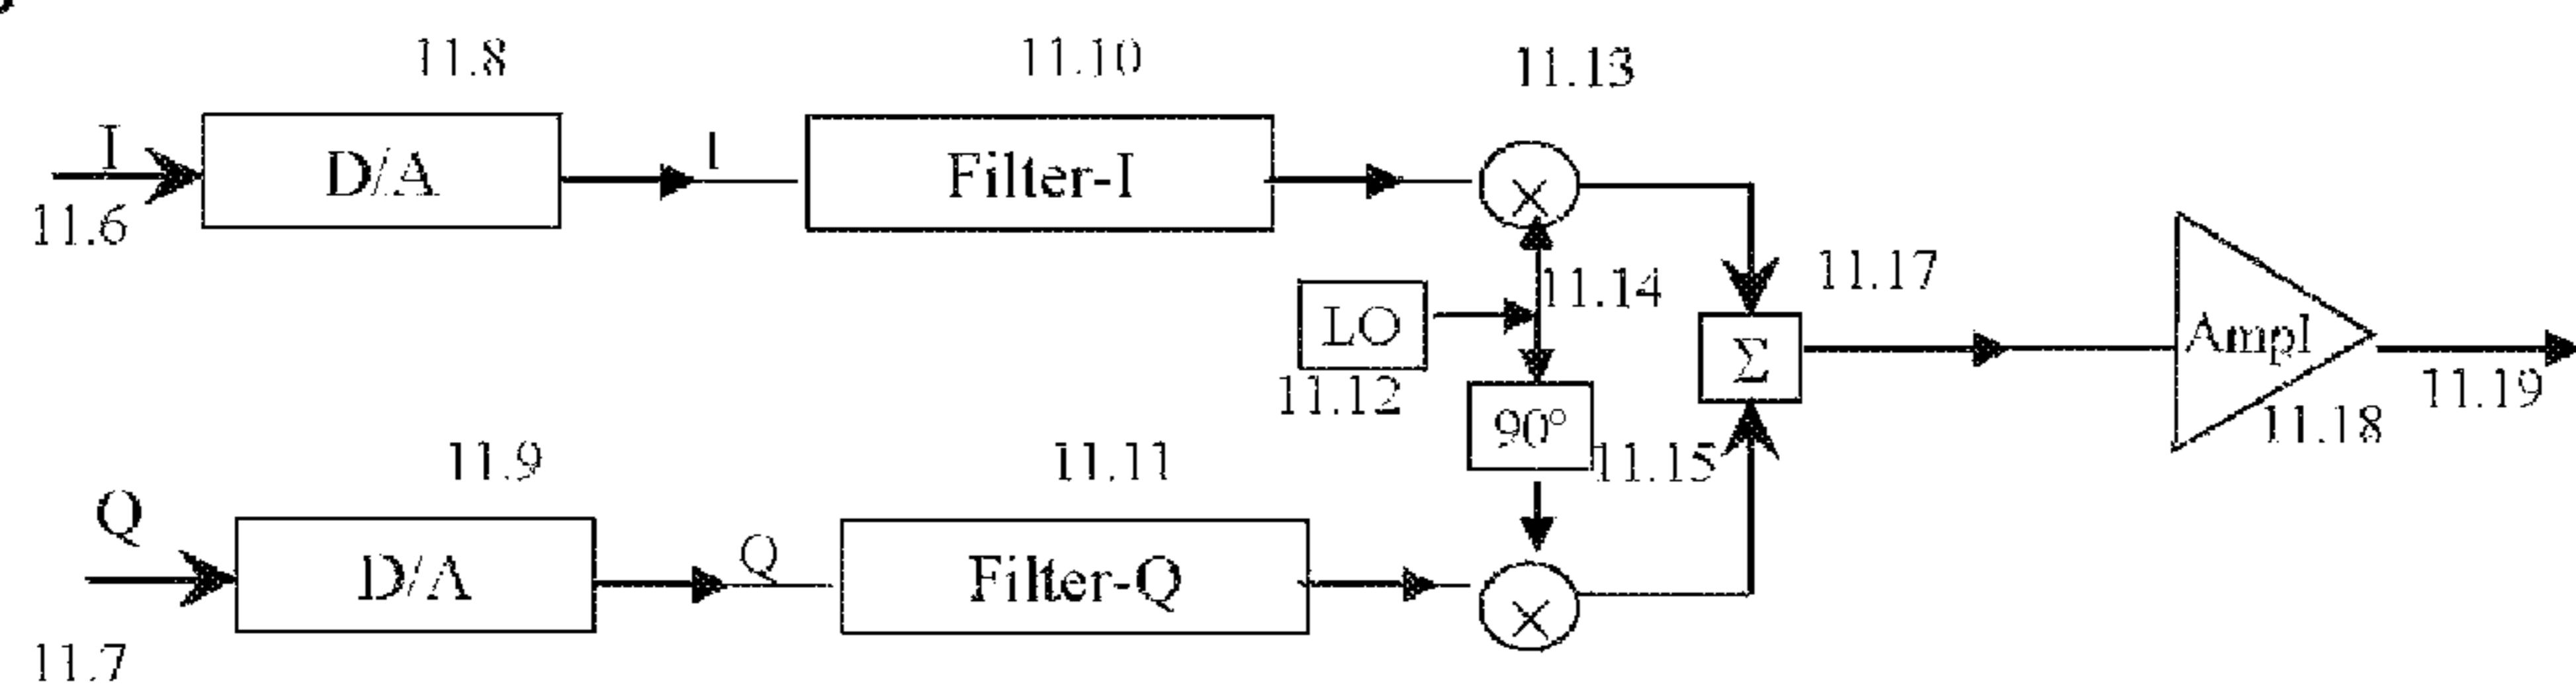 11.8 11.10 11.13
I D/A I Filter-I ×
11.6
11.14 11.17
LO Σ Ampl
11.12 90° 11.19
11.9 11.11 11.15 11.18
Q D/A Q Filter-Q ×
11.7